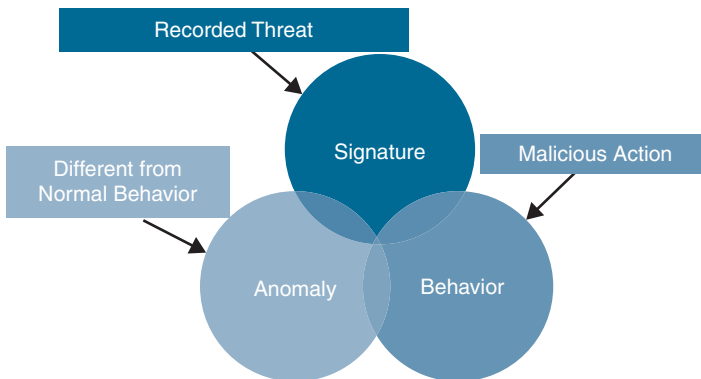 Recorded Threat
Signature
Malicious Action
Different from
Normal Behavior
Anomaly
Behavior